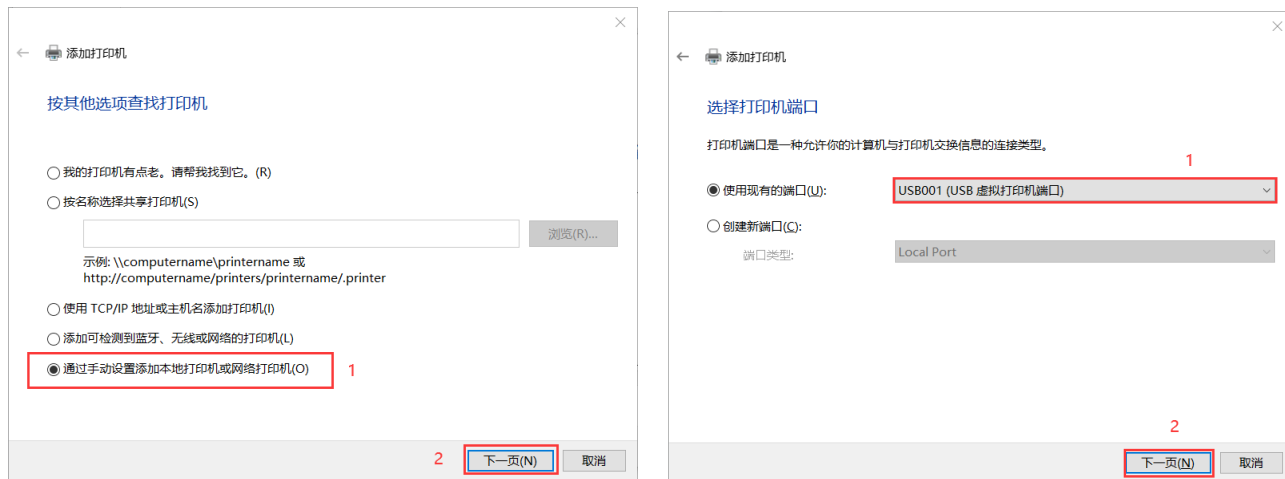 添加打印机
按其他选项查找打印机
我的打印机有点老。请帮我找到它。(R)
按名称选择共享打印机(S)
浏览(R)...
示例: \\computername\printername 或
http://computername/printers/printername/.printer
使用 TCP/IP 地址或主机名添加打印机(I)
添加可检测到蓝牙、无线或网络的打印机(L)
通过手动设置添加本地打印机或网络打印机(O)
1
2
下一页(N)
取消
添加打印机
选择打印机端口
打印机端口是一种允许你的计算机与打印机交换信息的连接类型。
1
使用现有的端口(U):
USB001 (USB 虚拟打印机端口)
创建新端口(C):
端口类型:
Local Port
2
下一页(N)
取消